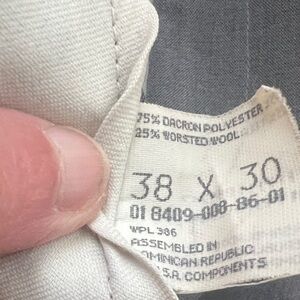 75% DACRON POLYESTER
25% WORSTED WOOL
38 X 30
01 8409-008-86-01
WPL 386
ASSEMBLED IN
OMINICAN REPUBLIC
S.A. COMPONENTS